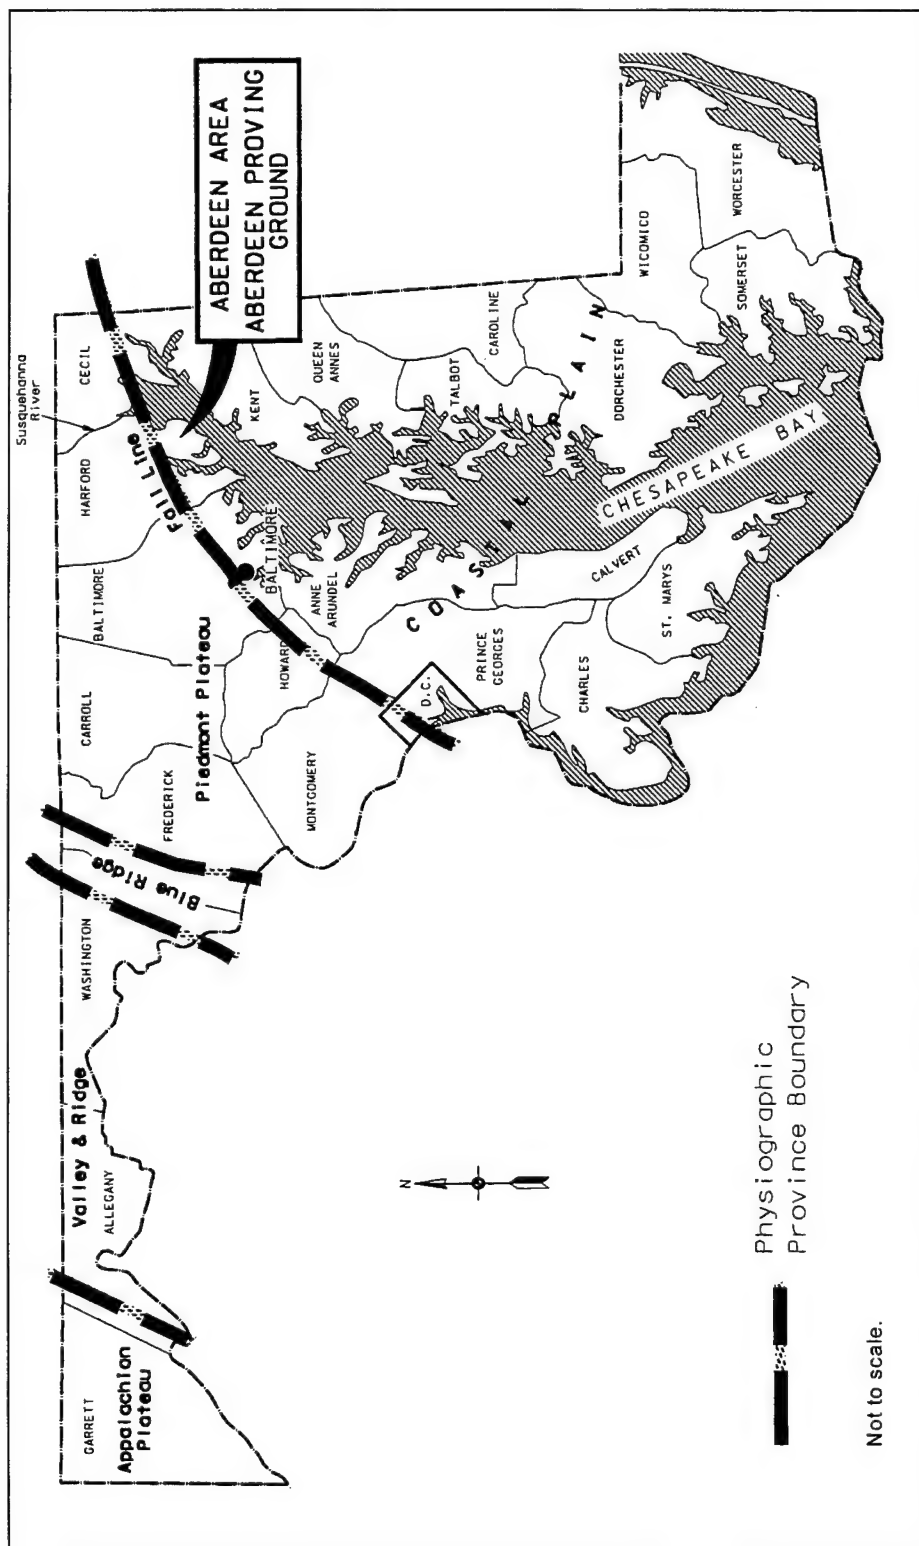 Susquehanna
River
ABERDEEN AREA
ABERDEEN PROVING
GROUND
GARRETT
Appalachian
Plateau
Valley & Ridge
ALLEGANY
WASHINGTON
Blue Ridge
FREDERICK
CARROLL
Piedmont Plateau
BALTIMORE
HARFORD
Fall Line
CECIL
MONTGOMERY
HOWARD
BALTIMORE
KENT
ANNE
ARUNDEL
QUEEN
ANNES
D.C.
PRINCE
GEORGES
COASTAL PLAIN
TALBOT
CAROLINE
CALVERT
CHARLES
ST. MARYS
CHESAPEAKE BAY
DORCHESTER
WICOMICO
SOMERSET
WORCESTER
N
Physiographic
Province Boundary
Not to scale.